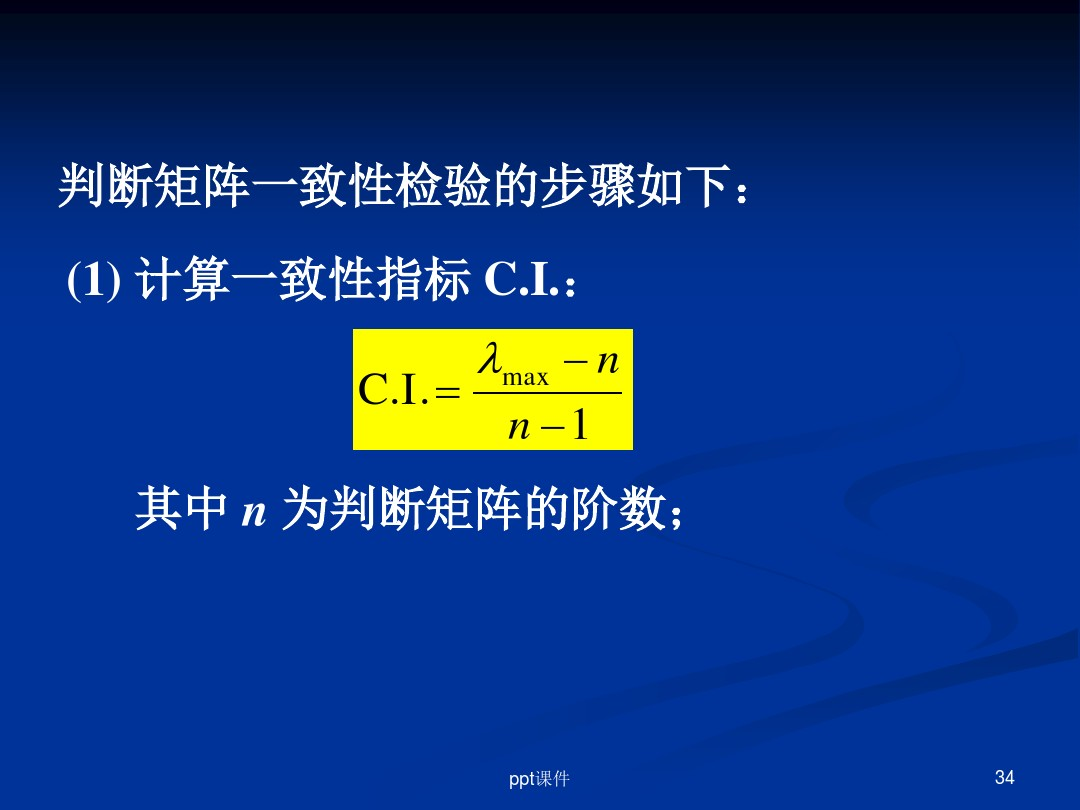 判断矩阵一致性检验的步骤如下：
(1) 计算一致性指标 C.I.：
C.I. = (λmax − n) / (n − 1)
其中 n 为判断矩阵的阶数；
ppt课件
34